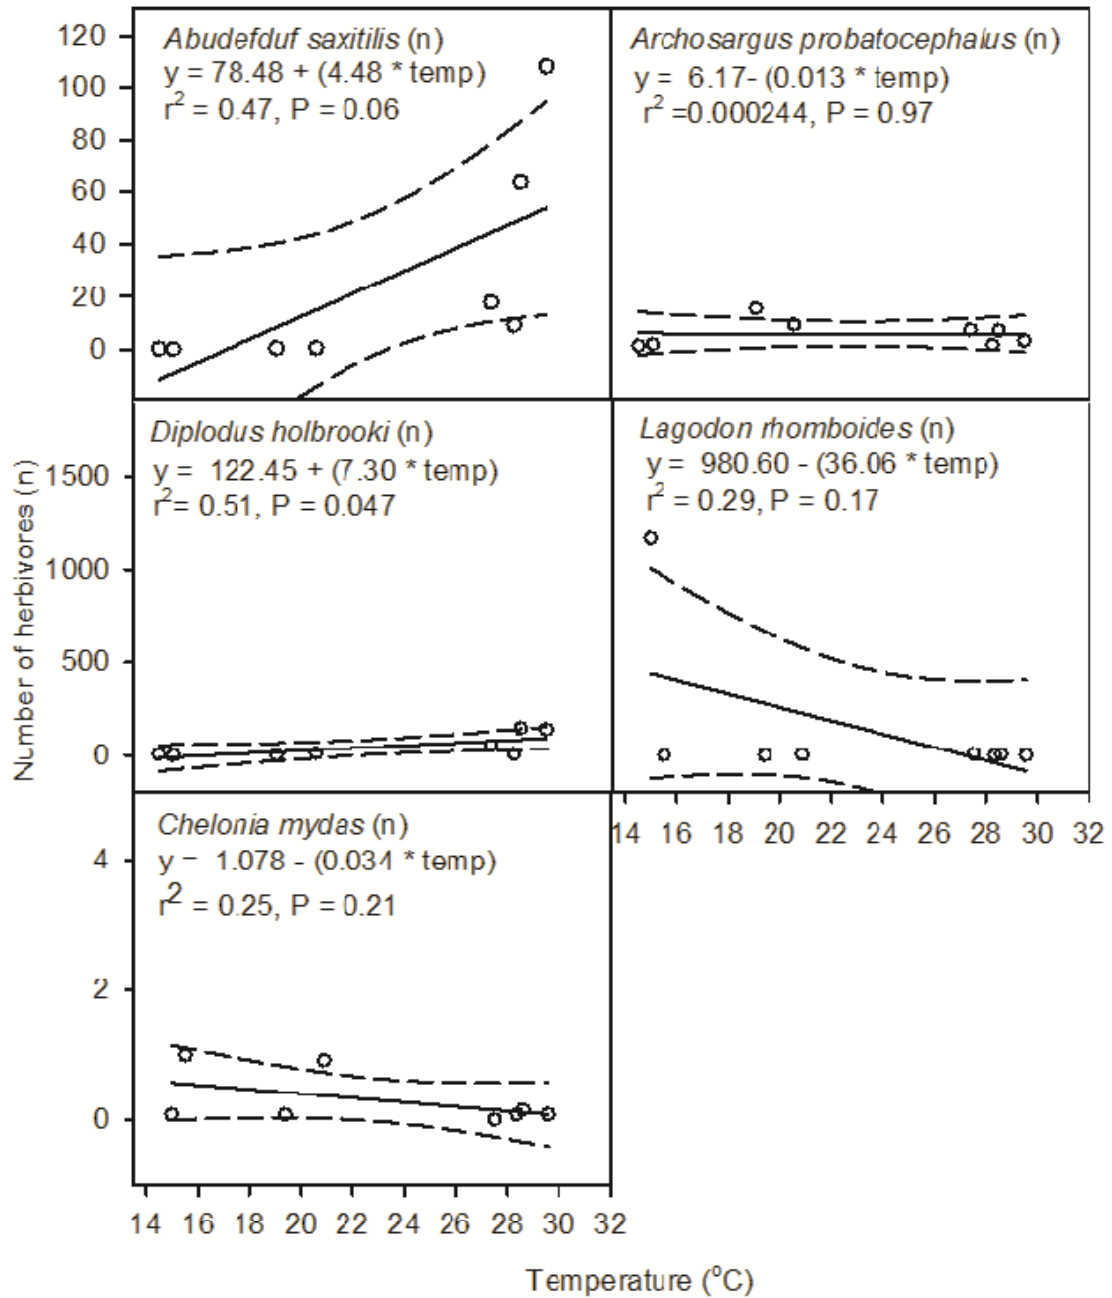 Abudefduf saxitilis (n)
y = 78.48 + (4.48 * temp)
r² = 0.47, P = 0.06
Archosargus probatocephalus (n)
y = 6.17- (0.013 * temp)
r² =0.000244, P = 0.97
120
100
80
60
40
20
0
Diplodus holbrooki (n)
y = 122.45 + (7.30 * temp)
r²= 0.51, P = 0.047
Lagodon rhomboides (n)
y = 980.60 - (36.06 * temp)
r² = 0.29, P = 0.17
Number of herbivores (n)
1500
1000
500
0
14 16 18 20 22 24 26 28 30 32
Chelonia mydas (n)
y = 1.078 - (0.034 * temp)
r² = 0.25, P = 0.21
4
2
0
14 16 18 20 22 24 26 28 30 32
Temperature (°C)